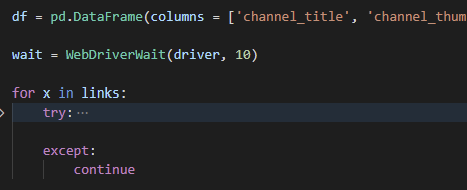 df = pd.DataFrame(columns = ['channel_title', 'channel_thum
wait = WebDriverWait(driver, 10)
for x in links:
try:···
except:
continue